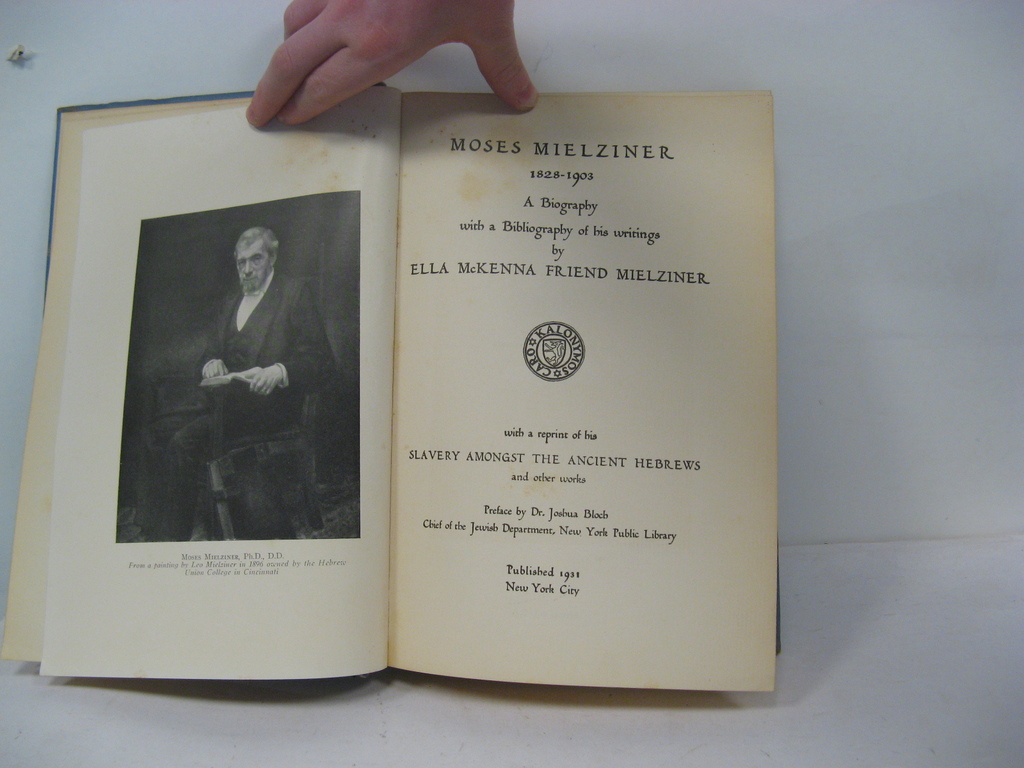 Moses Mielziner, Ph.D., D.D.
From a painting by Leo Mielziner in 1896 owned by the Hebrew
Union College in Cincinnati
MOSES MIELZINER
1828-1903
A Biography
with a Bibliography of his writings
by
ELLA McKENNA FRIEND MIELZINER
KALONYMOS
CARO
with a reprint of his
SLAVERY AMONGST THE ANCIENT HEBREWS
and other works
Preface by Dr. Joshua Bloch
Chief of the Jewish Department, New York Public Library
Published 1931
New York City